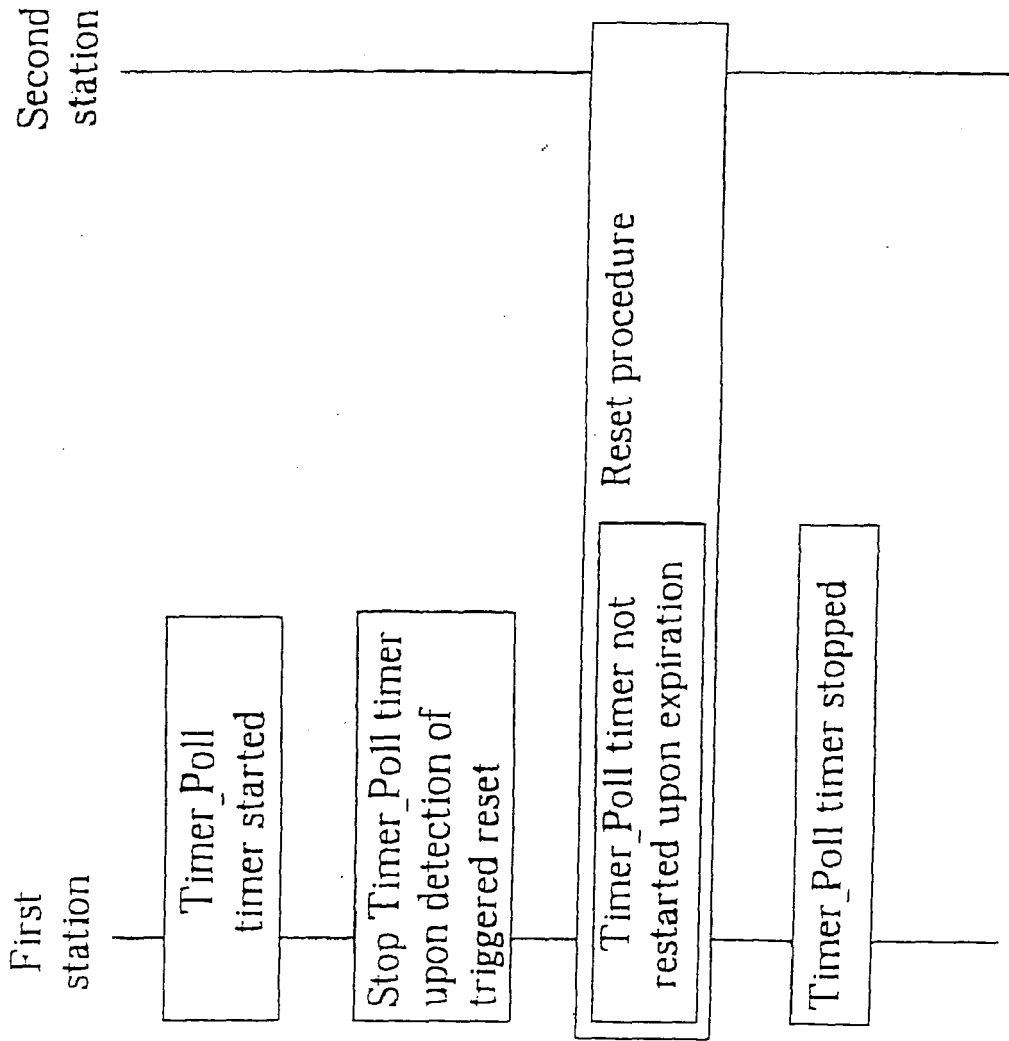 First
station
Second
station
Timer_Poll
timer started
Stop Timer_Poll timer
upon detection of
triggered reset
Timer_Poll timer not
restarted upon expiration
Reset procedure
Timer_Poll timer stopped